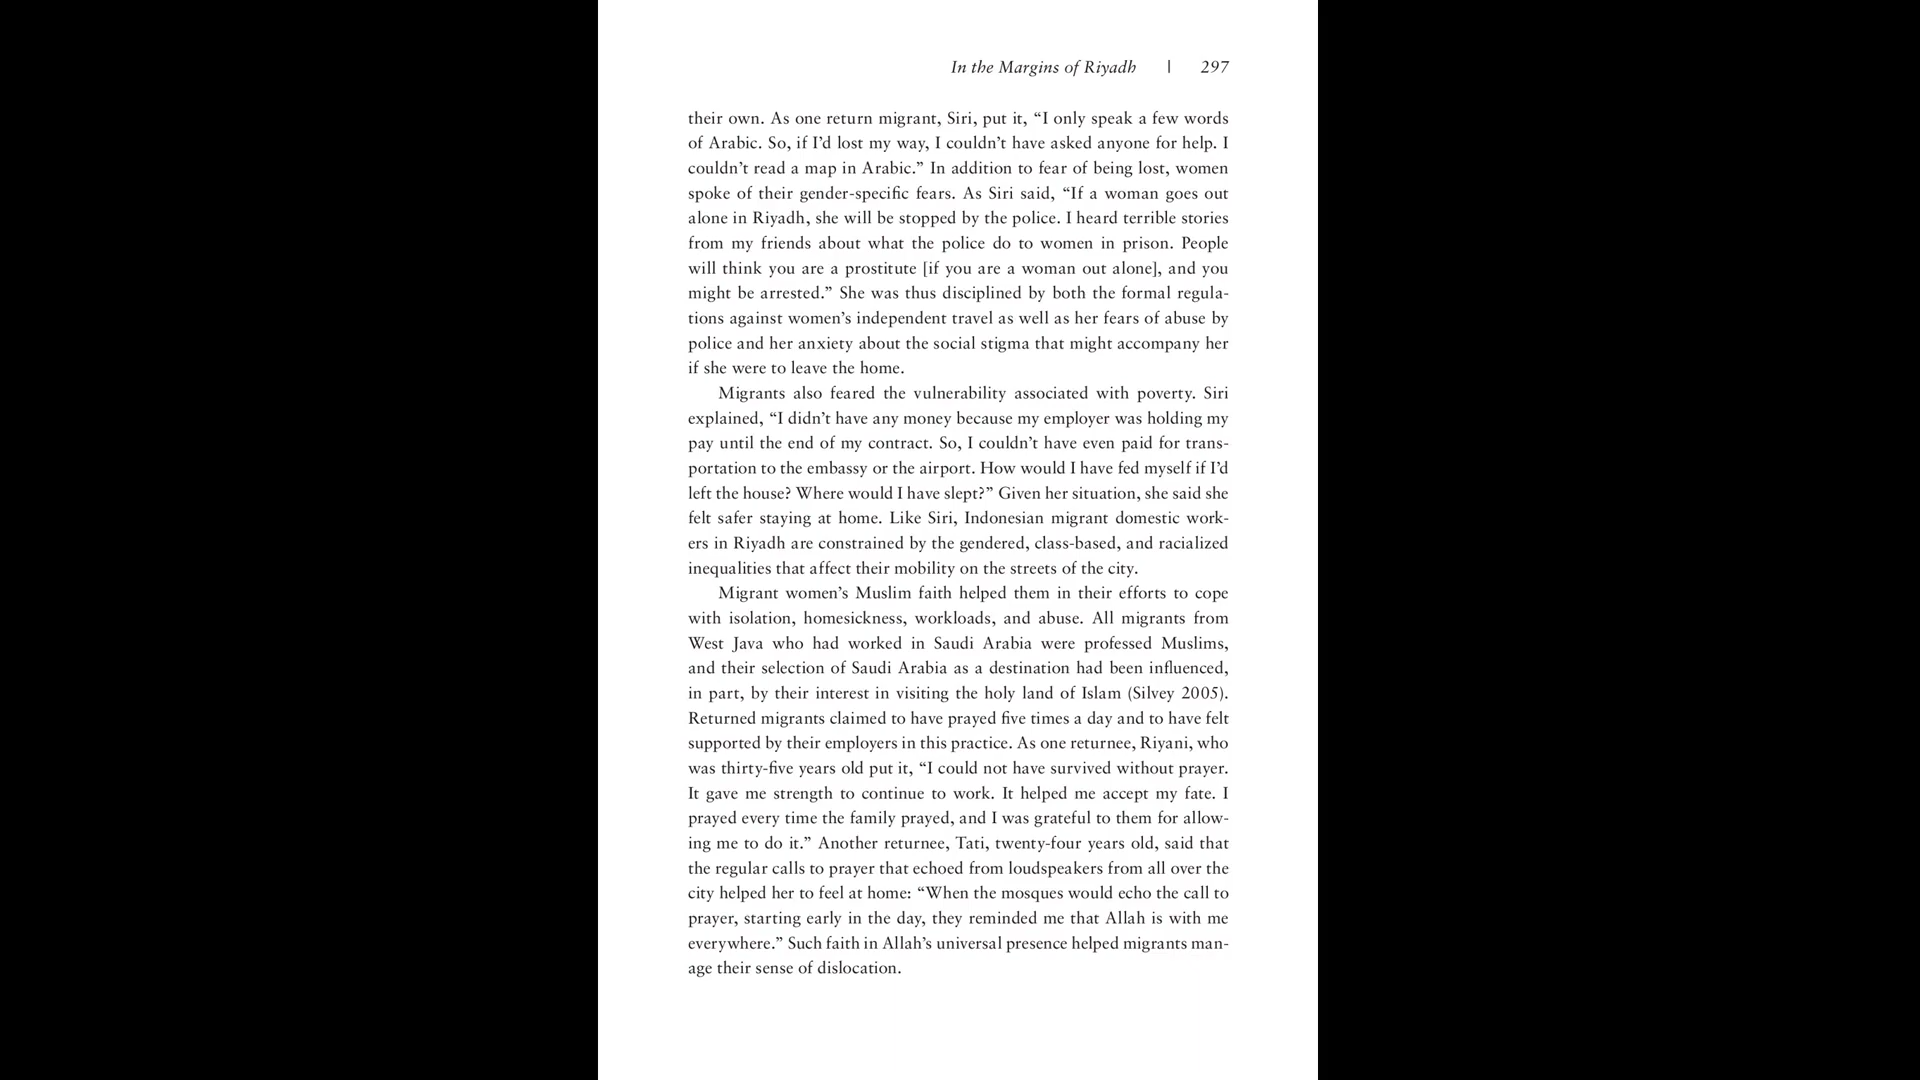 In the Margins of Riyadh | 297
their own. As one return migrant, Siri, put it, “I only speak a few words
of Arabic. So, if I’d lost my way, I couldn’t have asked anyone for help. I
couldn’t read a map in Arabic.” In addition to fear of being lost, women
spoke of their gender-specific fears. As Siri said, “If a woman goes out
alone in Riyadh, she will be stopped by the police. I heard terrible stories
from my friends about what the police do to women in prison. People
will think you are a prostitute [if you are a woman out alone], and you
might be arrested.” She was thus disciplined by both the formal regula-
tions against women’s independent travel as well as her fears of abuse by
police and her anxiety about the social stigma that might accompany her
if she were to leave the home.
Migrants also feared the vulnerability associated with poverty. Siri
explained, “I didn’t have any money because my employer was holding my
pay until the end of my contract. So, I couldn’t have even paid for trans-
portation to the embassy or the airport. How would I have fed myself if I’d
left the house? Where would I have slept?” Given her situation, she said she
felt safer staying at home. Like Siri, Indonesian migrant domestic work-
ers in Riyadh are constrained by the gendered, class-based, and racialized
inequalities that affect their mobility on the streets of the city.
Migrant women’s Muslim faith helped them in their efforts to cope
with isolation, homesickness, workloads, and abuse. All migrants from
West Java who had worked in Saudi Arabia were professed Muslims,
and their selection of Saudi Arabia as a destination had been influenced,
in part, by their interest in visiting the holy land of Islam (Silvey 2005).
Returned migrants claimed to have prayed five times a day and to have felt
supported by their employers in this practice. As one returnee, Riyani, who
was thirty-five years old put it, “I could not have survived without prayer.
It gave me strength to continue to work. It helped me accept my fate. I
prayed every time the family prayed, and I was grateful to them for allow-
ing me to do it.” Another returnee, Tati, twenty-four years old, said that
the regular calls to prayer that echoed from loudspeakers from all over the
city helped her to feel at home: “When the mosques would echo the call to
prayer, starting early in the day, they reminded me that Allah is with me
everywhere.” Such faith in Allah’s universal presence helped migrants man-
age their sense of dislocation.